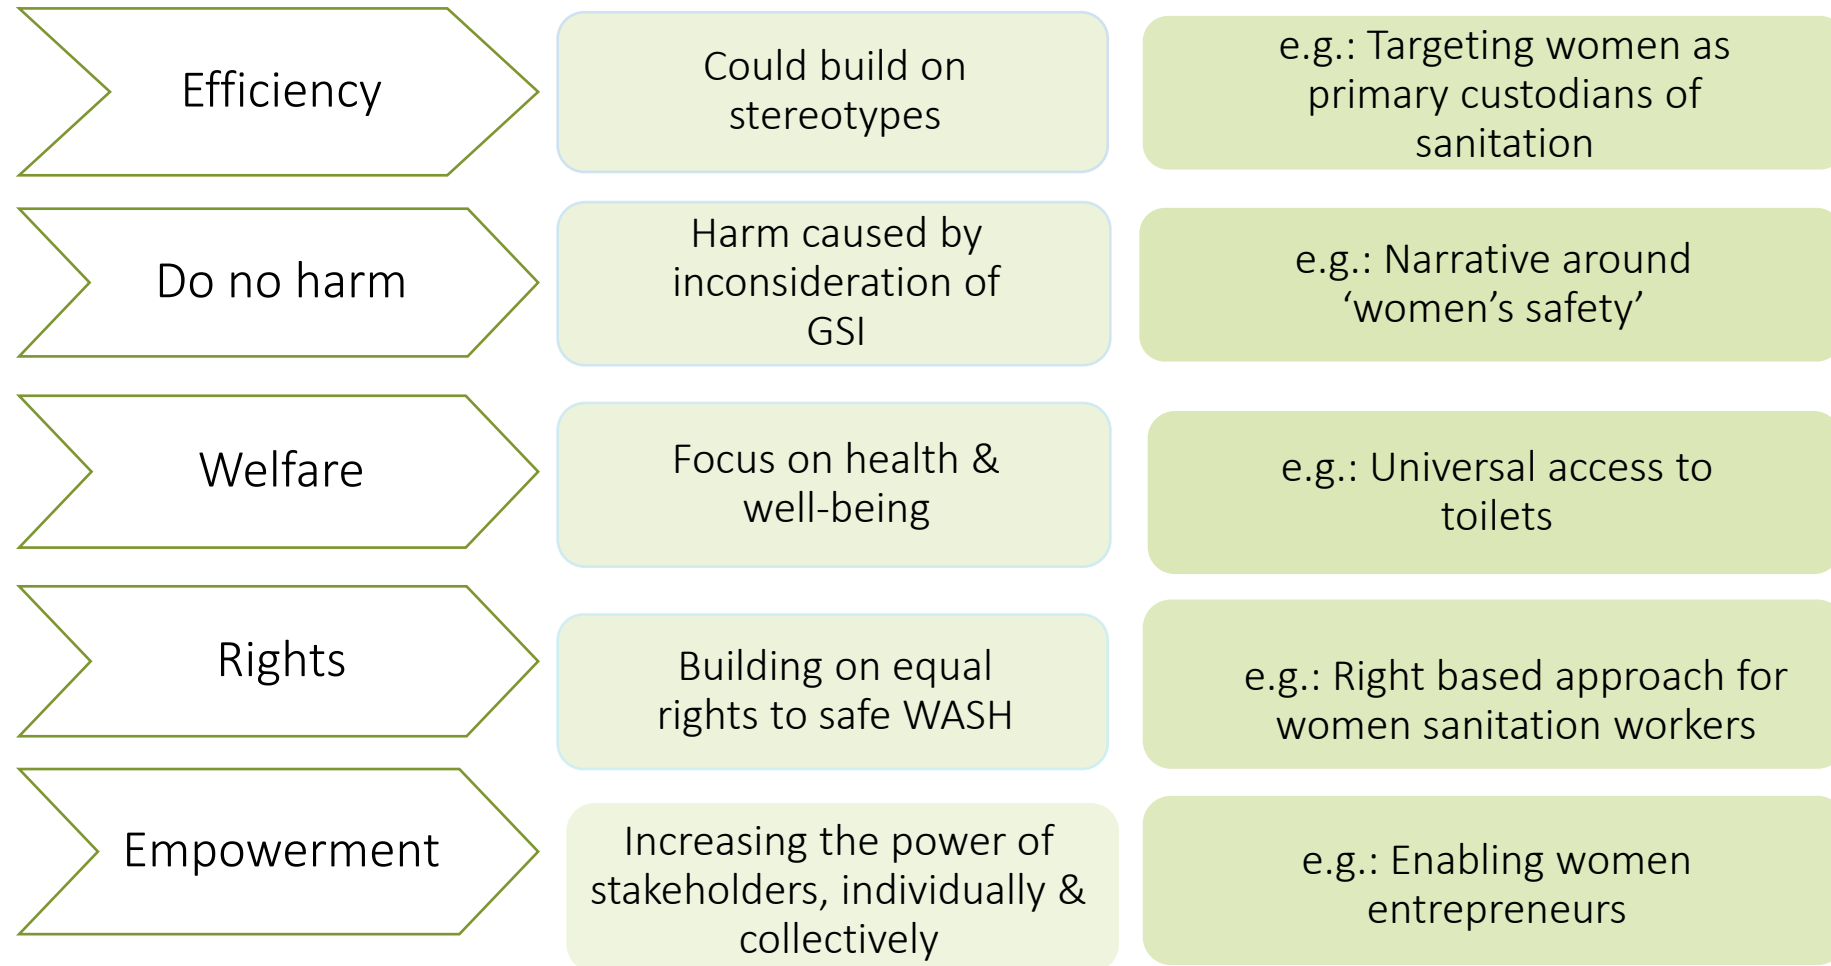 Efficiency
Could build on
stereotypes
e.g.: Targeting women as
primary custodians of
sanitation
Do no harm
Harm caused by
inconsideration of
GSI
e.g.: Narrative around
‘women’s safety’
Welfare
Focus on health &
well-being
e.g.: Universal access to
toilets
Rights
Building on equal
rights to safe WASH
e.g.: Right based approach for
women sanitation workers
Empowerment
Increasing the power of
stakeholders, individually &
collectively
e.g.: Enabling women
entrepreneurs